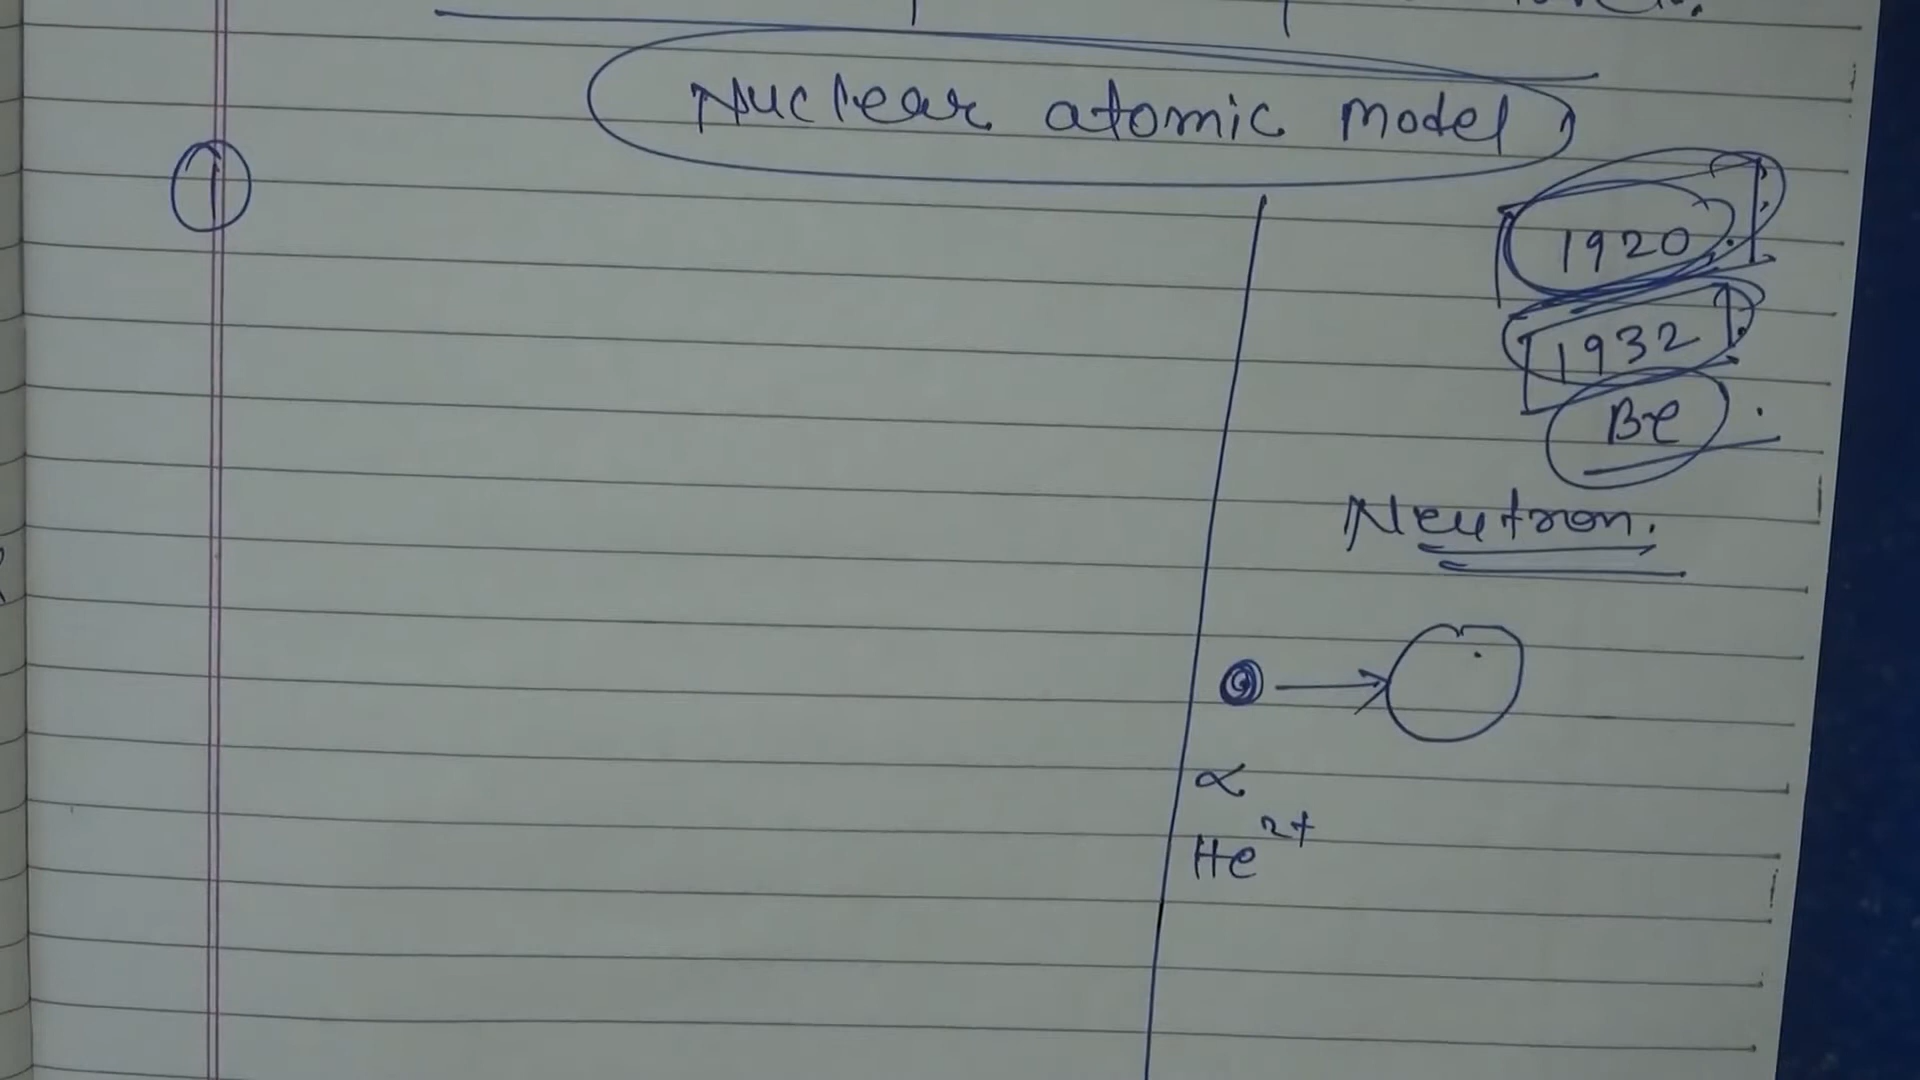 Nuclear atomic model
1
1920.
1932
Be
Neutron.
∝
He²⁺